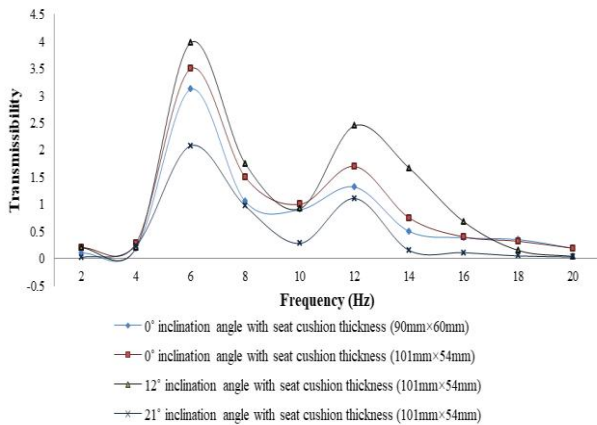 4.5
4
3.5
3
2.5
2
1.5
1
0.5
0
-0.5
Transmissibility
2 4 6 8 10 12 14 16 18 20
Frequency (Hz)
0° inclination angle with seat cushion thickness (90mm×60mm)
0° inclination angle with seat cushion thickness (101mm×54mm)
12° inclination angle with seat cushion thickness (101mm×54mm)
21° inclination angle with seat cushion thickness (101mm×54mm)